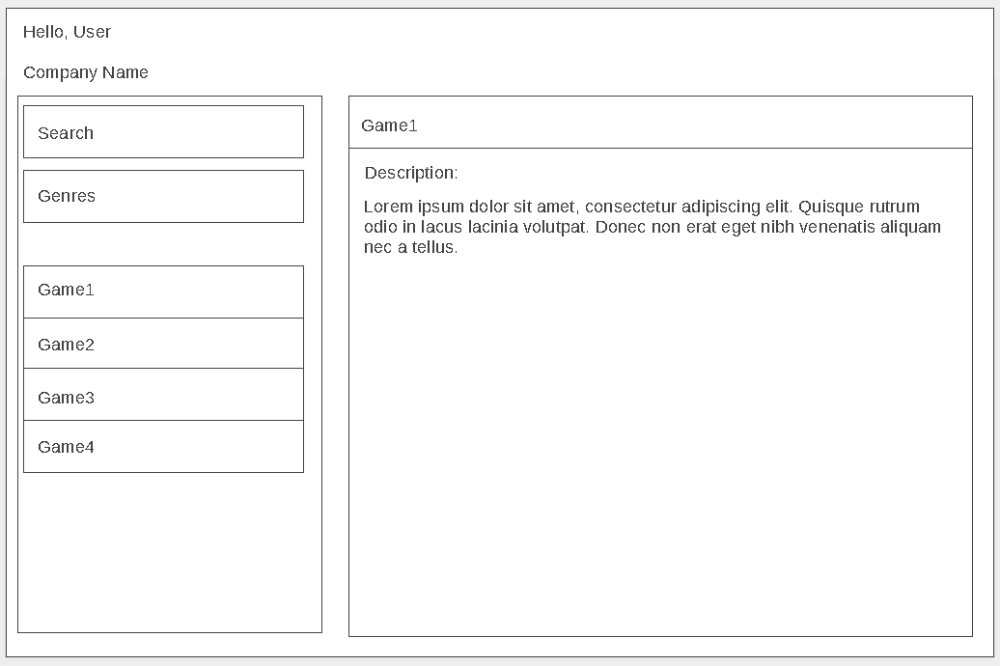 Hello, User
Company Name
Search
Genres
Game1
Game2
Game3
Game4
Game1
Description:
Lorem ipsum dolor sit amet, consectetur adipiscing elit. Quisque rutrum
odio in lacus lacinia volutpat. Donec non erat eget nibh venenatis aliquam
nec a tellus.